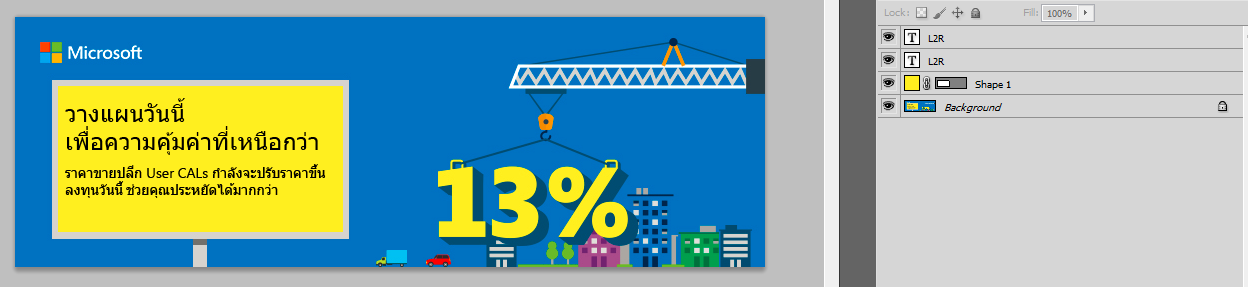 Microsoft
วางแผนวันนี้
เพื่อความคุ้มค่าที่เหนือกว่า
ราคาขายปลีก User CALs กำลังจะปรับราคาขึ้น
ลงทุนวันนี้ ช่วยคุณประหยัดได้มากกว่า
13%
Lock:
Fill: 100%
T L2R
T L2R
Shape 1
Background